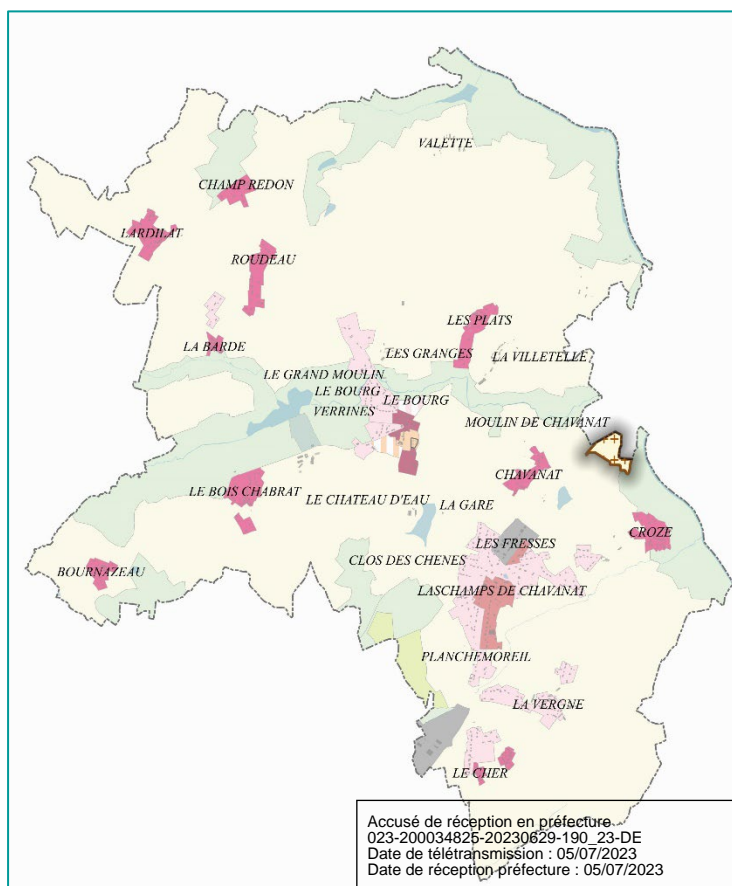 VALETTE
CHAMP REDON
LARDILAT
ROUDEAU
LES PLATS
LA BARDE
LES GRANGES
LA VILLETELLE
LE GRAND MOULIN
LE BOURG
LE BOURG
VERRINES
MOULIN DE CHAVANAT
CHAVANAT
LE BOIS CHABRAT
LE CHATEAU D'EAU
LA GARE
CROZE
LES FRESSES
CLOS DES CHENES
BOURNAZEAU
LASCHAMPS DE CHAVANAT
PLANCHEMOREIL
LA VERGNE
LE CHER
Accusé de réception en préfecture
023-200034825-20230629-190_23-DE
Date de télétransmission : 05/07/2023
Date de réception préfecture : 05/07/2023